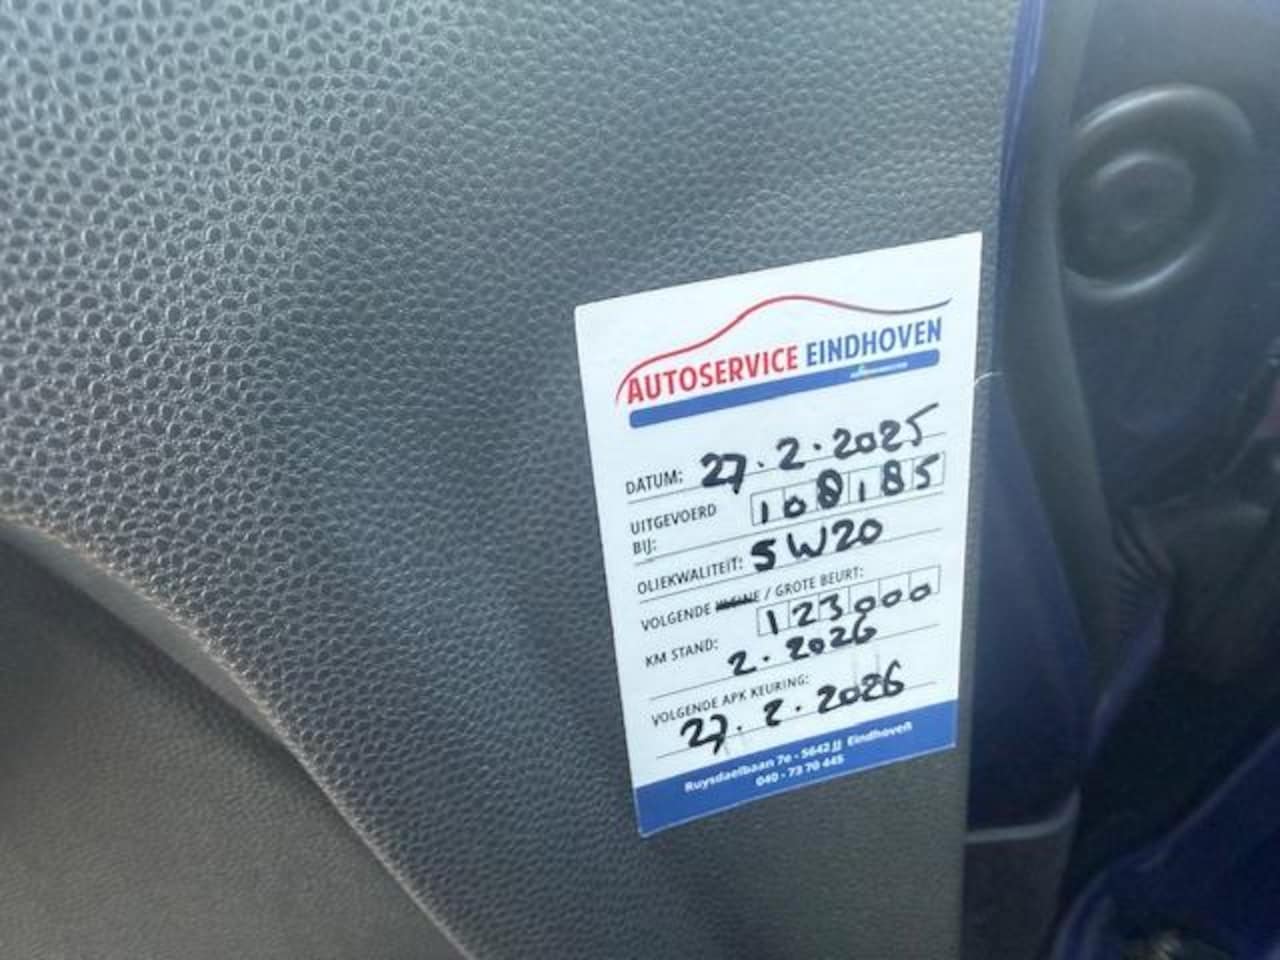 AUTOSERVICE EINDHOVEN
DATUM: 27.2.2025
UITGEVOERD BIJ: 108185
OLIEKWALITEIT: 5W20
VOLGENDE KLEINE / GROTE BEURT:
KM STAND: 123000
2.2026
VOLGENDE APK KEURING:
27.2.2026
Ruysdaelbaan 7e - 5642 JJ Eindhoven
040 - 73 70 445